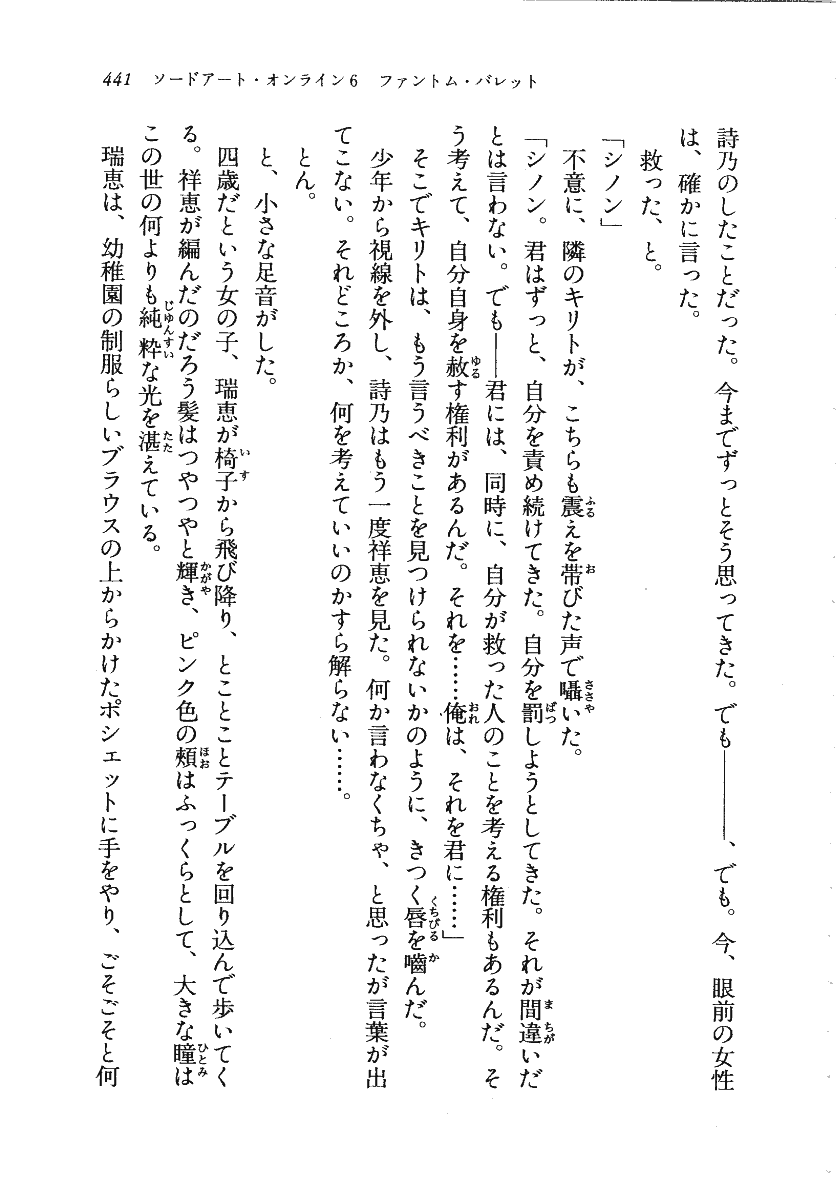 441　ソードアート・オンライン6　ファントム・バレット
詩乃のしたことだった。今までずっとそう思ってきた。でも――――、でも。今、眼前の女性
は、確かに言った。
救った、と。
「シノン」
不意に、隣のキリトが、こちらも震えを帯びた声で囁いた。
「シノン。君はずっと、自分を責め続けてきた。自分を罰しようとしてきた。それが間違いだ
とは言わない。でも――君には、同時に、自分が救った人のことを考える権利もあるんだ。そ
う考えて、自分自身を赦す権利があるんだ。それを……俺は、それを君に……」
そこでキリトは、もう言うべきことを見つけられないかのように、きつく唇を嚙んだ。
少年から視線を外し、詩乃はもう一度祥恵を見た。何か言わなくちゃ、と思ったが言葉が出
てこない。それどころか、何を考えていいのかすら解らない……。
とん。
と、小さな足音がした。
四歳だという女の子、瑞恵が椅子から飛び降り、とことことテーブルを回り込んで歩いてく
る。祥恵が編んだのだろう髪はつやつやと輝き、ピンク色の頰はふっくらとして、大きな瞳は
この世の何よりも純粋な光を湛えている。
瑞恵は、幼稚園の制服らしいブラウスの上からかけたポシェットに手をやり、ごそごそと何